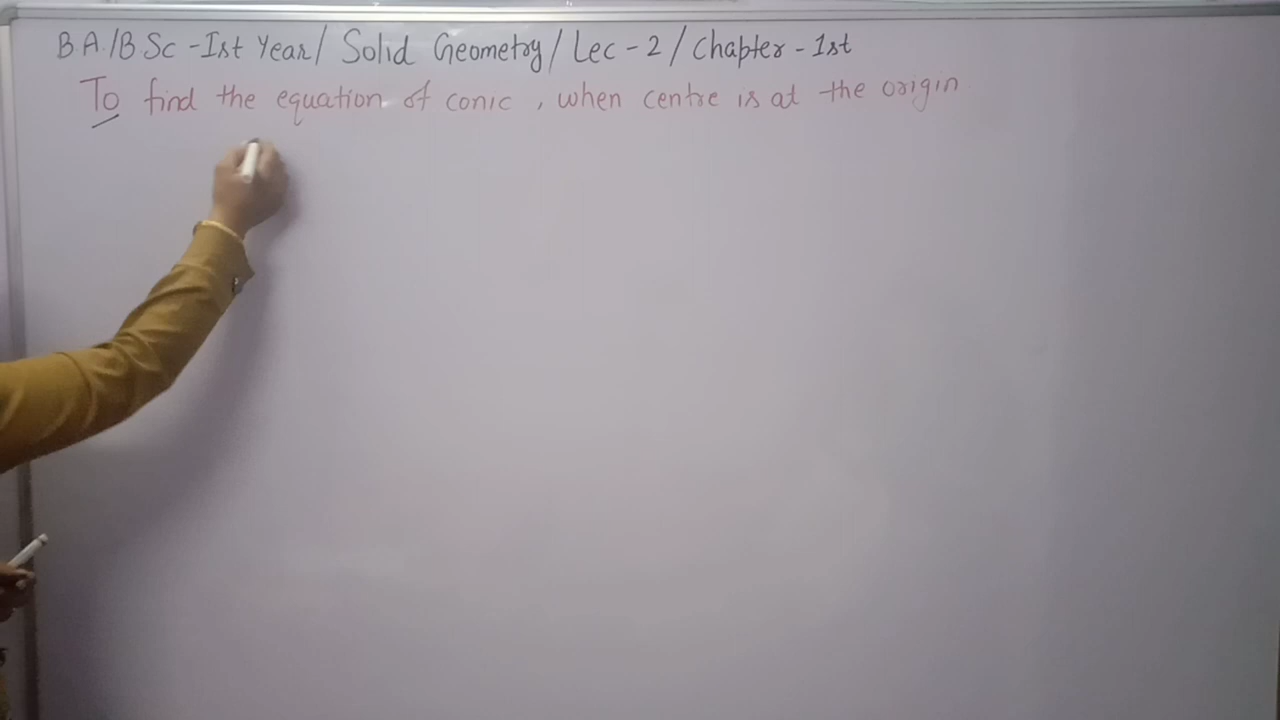 B.A./B Sc - Ist Year/ Solid Geometry / Lec - 2 / Chapter - 1st
To find the equation of conic , when centre is at the origin